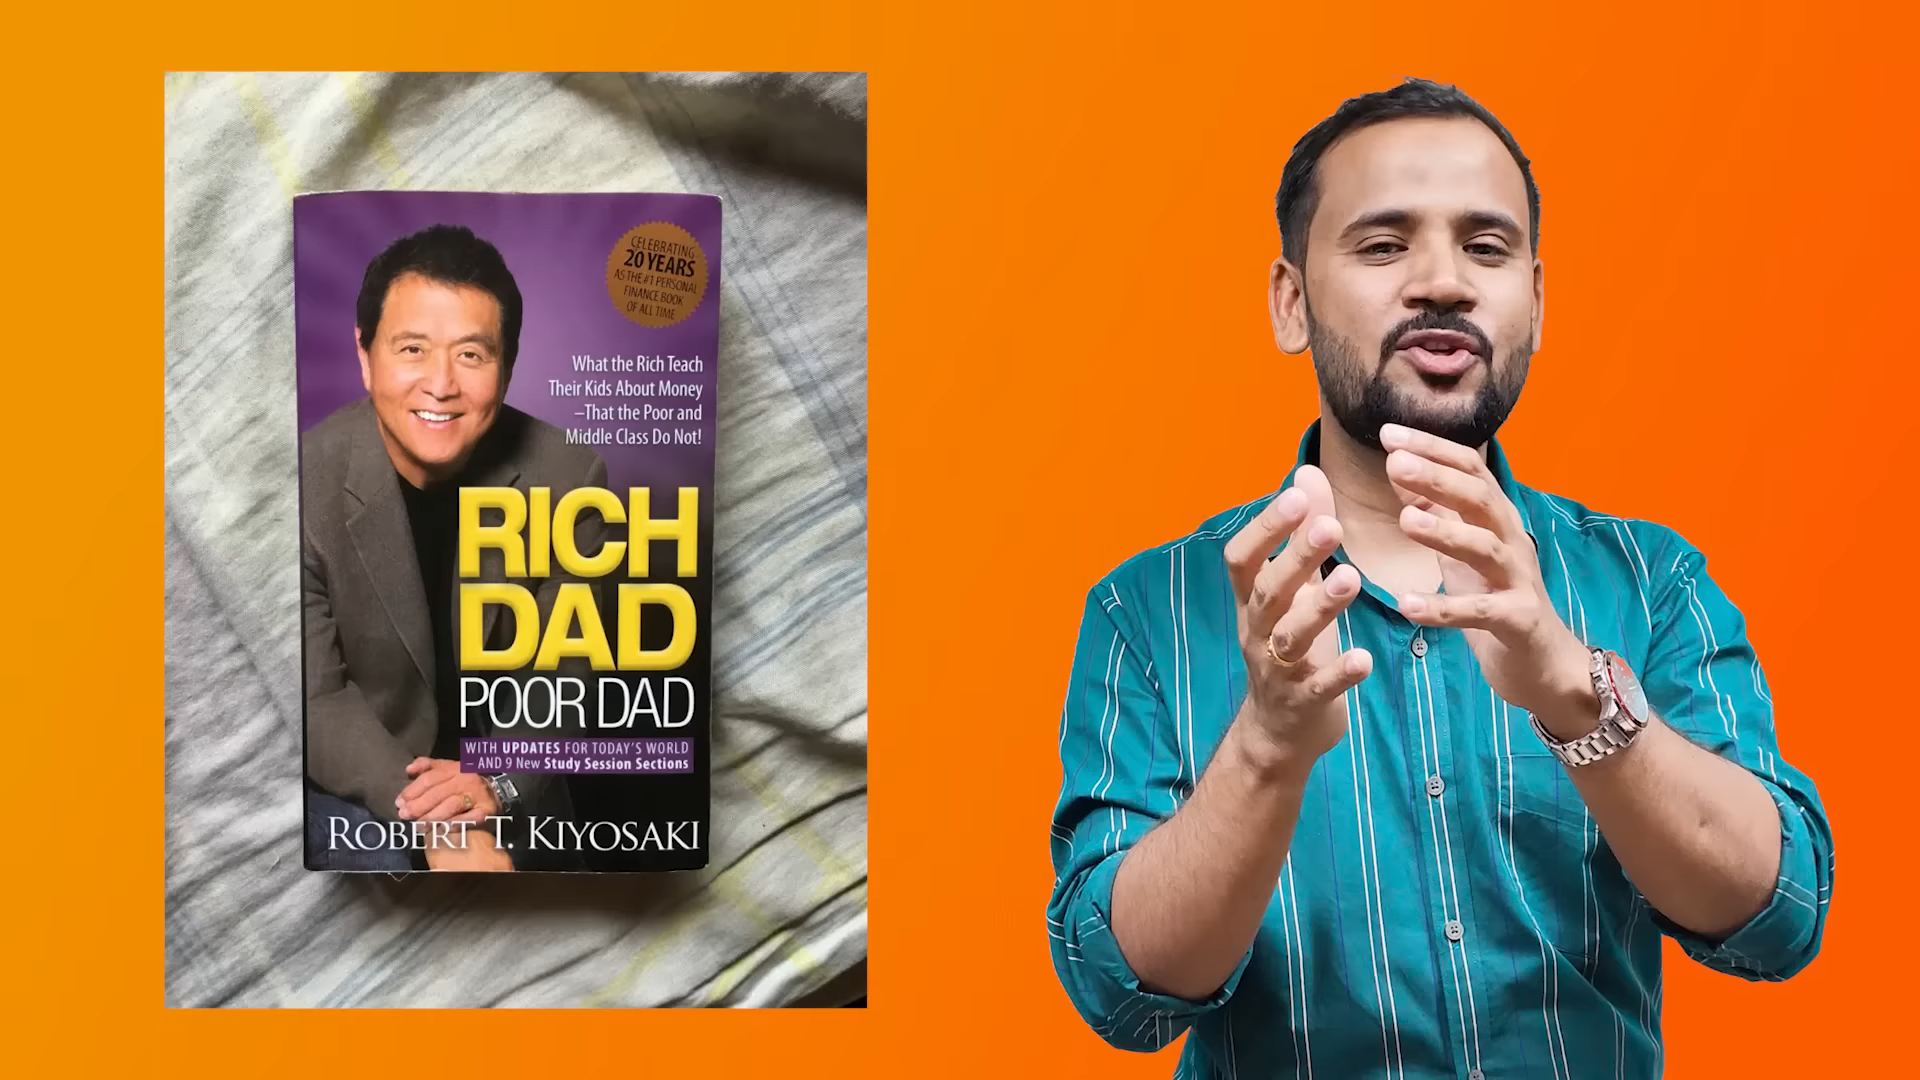 CELEBRATING
20 YEARS
AS THE #1 PERSONAL
FINANCE BOOK
OF ALL TIME
What the Rich Teach
Their Kids About Money
–That the Poor and
Middle Class Do Not!
RICH
DAD
POOR DAD
WITH UPDATES FOR TODAY'S WORLD
– AND 9 New Study Session Sections
ROBERT T. KIYOSAKI